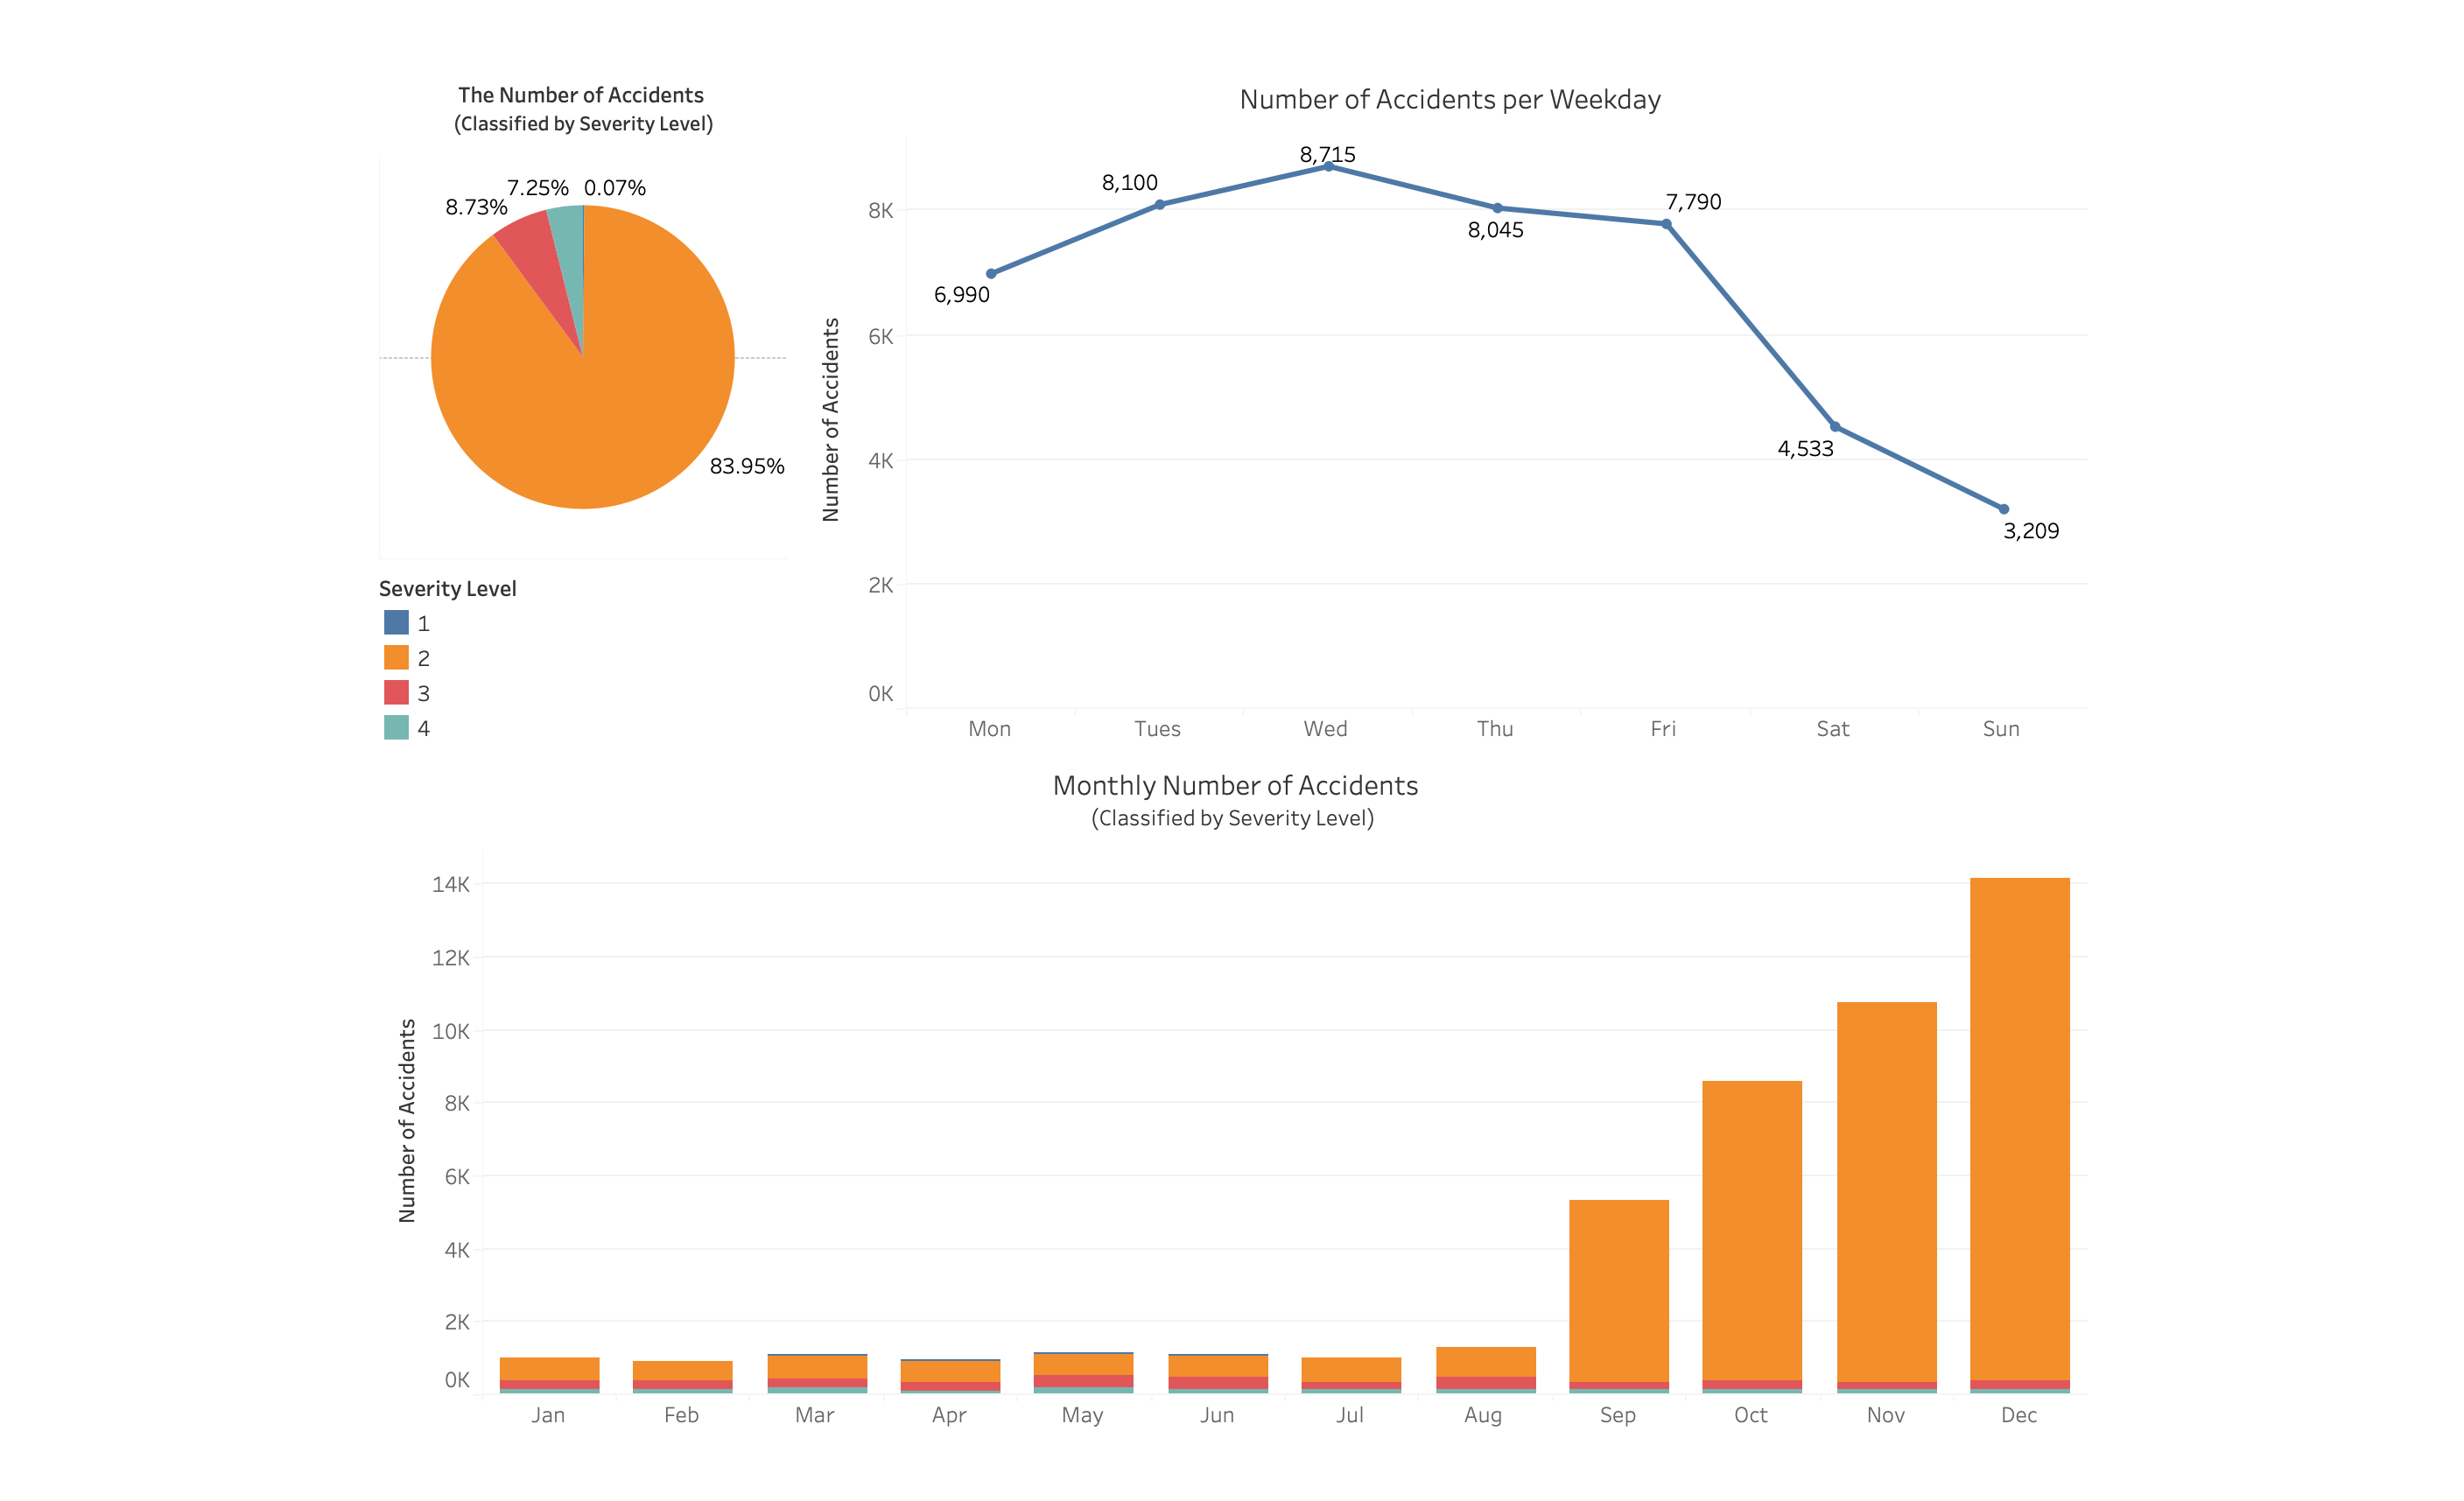 The Number of Accidents
(Classified by Severity Level)
8.73%
7.25%
0.07%
83.95%
Severity Level
1
2
3
4
Number of Accidents per Weekday
Number of Accidents
8K
6K
4K
2K
0K
6,990
8,100
8,715
8,045
7,790
4,533
3,209
Mon Tues Wed Thu Fri Sat Sun
Monthly Number of Accidents
(Classified by Severity Level)
Number of Accidents
14K
12K
10K
8K
6K
4K
2K
0K
Jan Feb Mar Apr May Jun Jul Aug Sep Oct Nov Dec